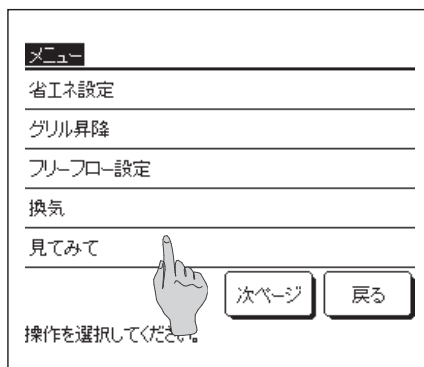 メニュー
省エネ設定
グリル昇降
フリーフロー設定
換気
見てみて
次ページ 戻る
操作を選択してください。